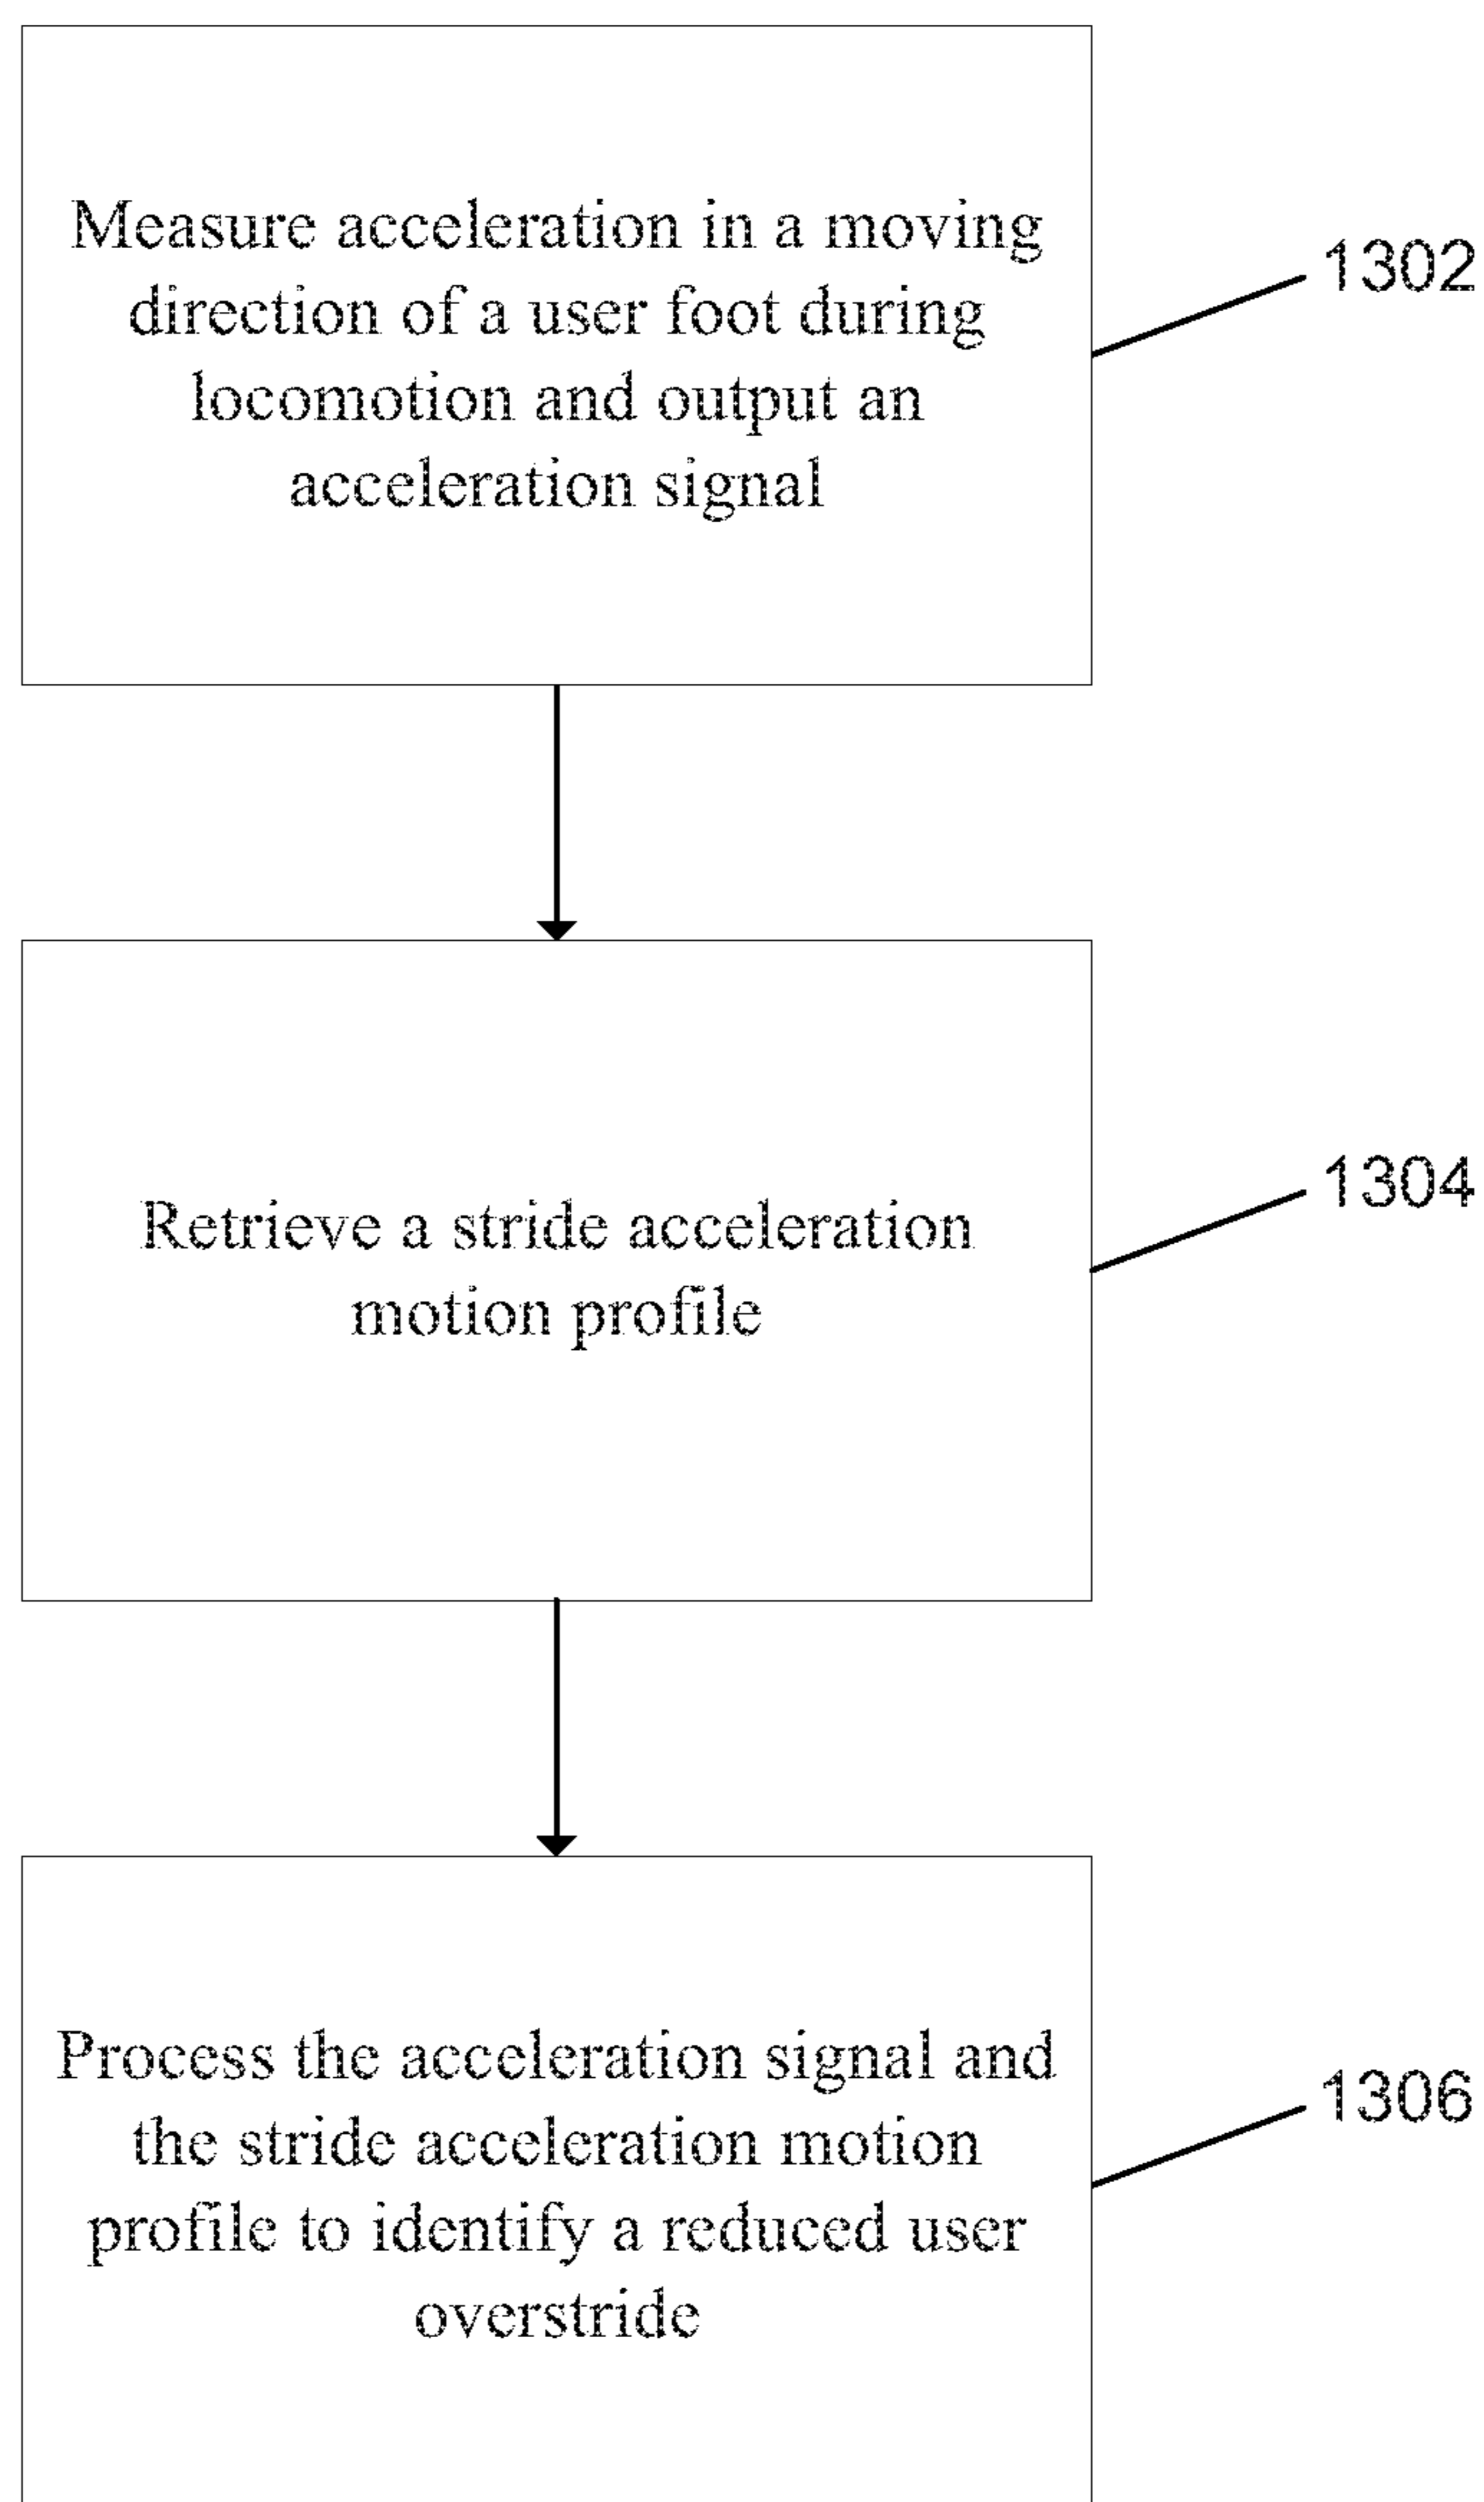 Measure acceleration in a moving
direction of a user foot during
locomotion and output an
acceleration signal
1302
Retrieve a stride acceleration
motion profile
1304
Process the acceleration signal and
the stride acceleration motion
profile to identify a reduced user
overstride
1306